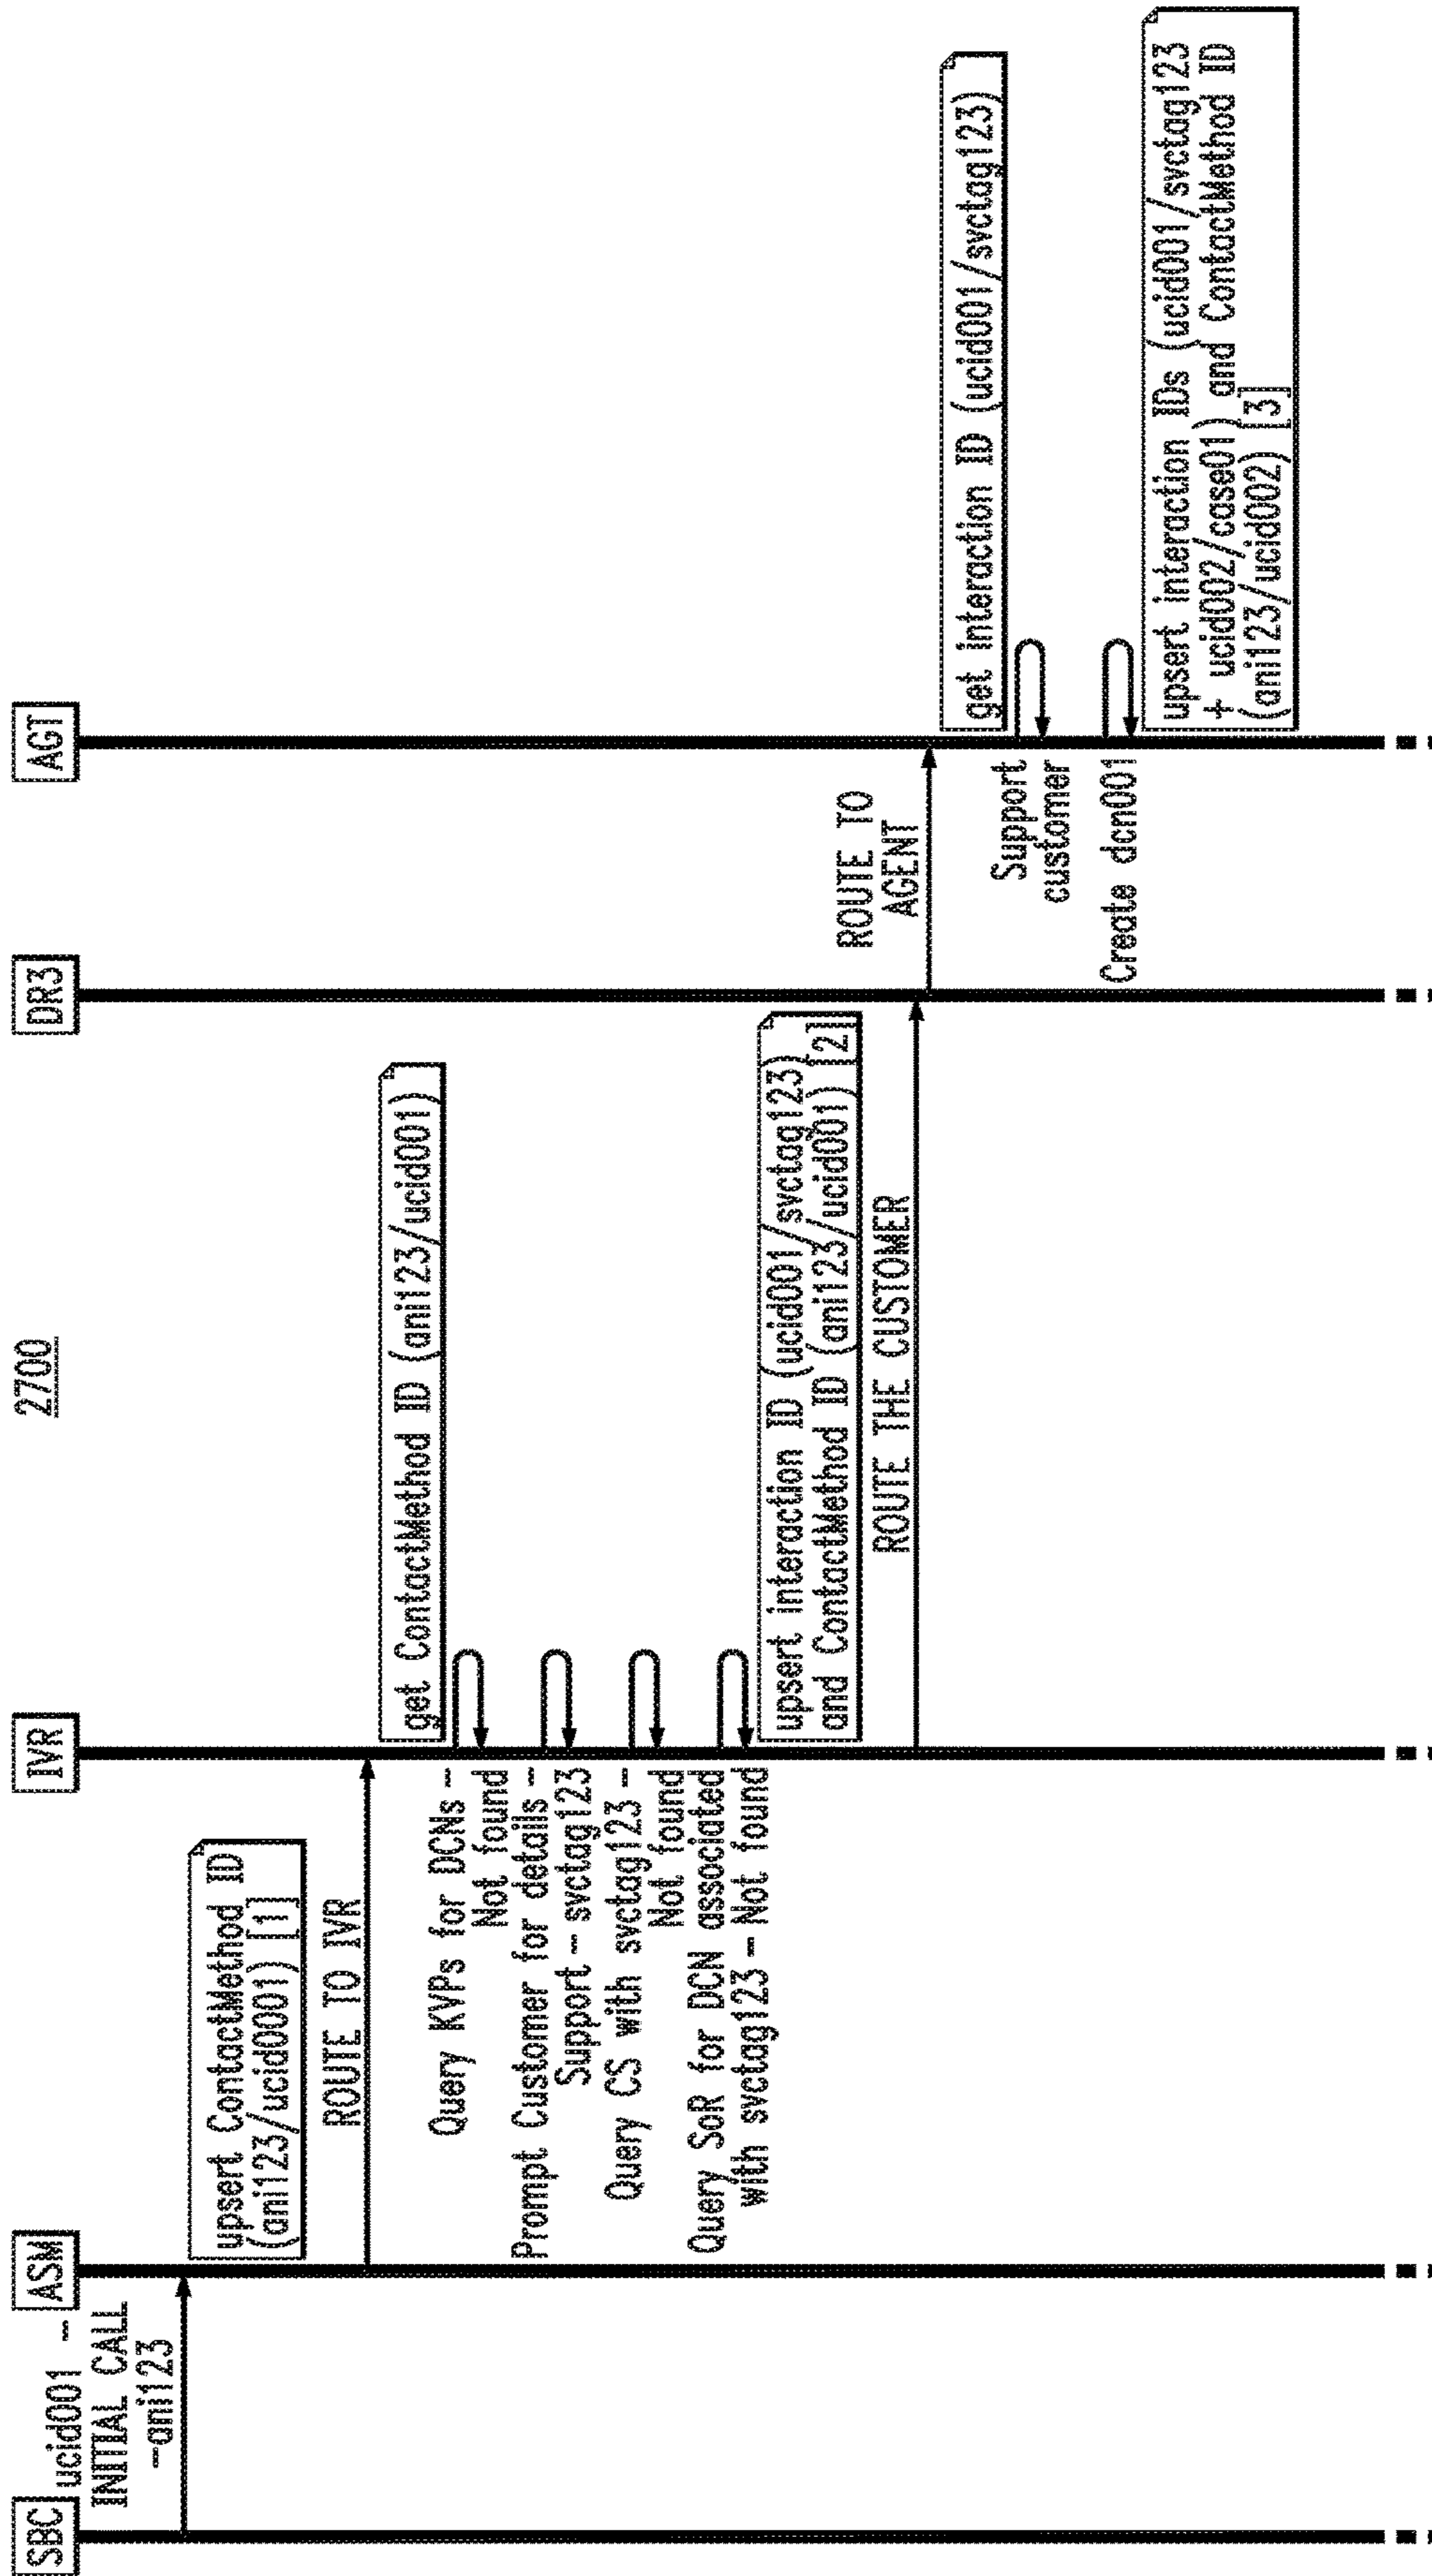 2700
SBC
ASM
IVR
DR3
AGT
ucid001 -
INITIAL CALL
-ani123
upsert ContactMethod ID
(ani123/ucid0001) [1]
ROUTE TO IVR
get ContactMethod ID (ani123/ucid001)
Query KVPs for DCNs -
Not found
Prompt Customer for details -
Support - svctag123
Query CS with svctag123 -
Not found
Query SoR for DCN associated
with svctag123 - Not found
upsert interaction ID (ucid001/svctag123)
and ContactMethod ID (ani123/ucid001) [2]
ROUTE THE CUSTOMER
ROUTE TO
AGENT
get interaction ID (ucid001/svctag123)
Support
customer
Create dcn001
upsert interaction IDs (ucid001/svctag123
+ ucid002/case01) and ContactMethod ID
(ani123/ucid002) [3]